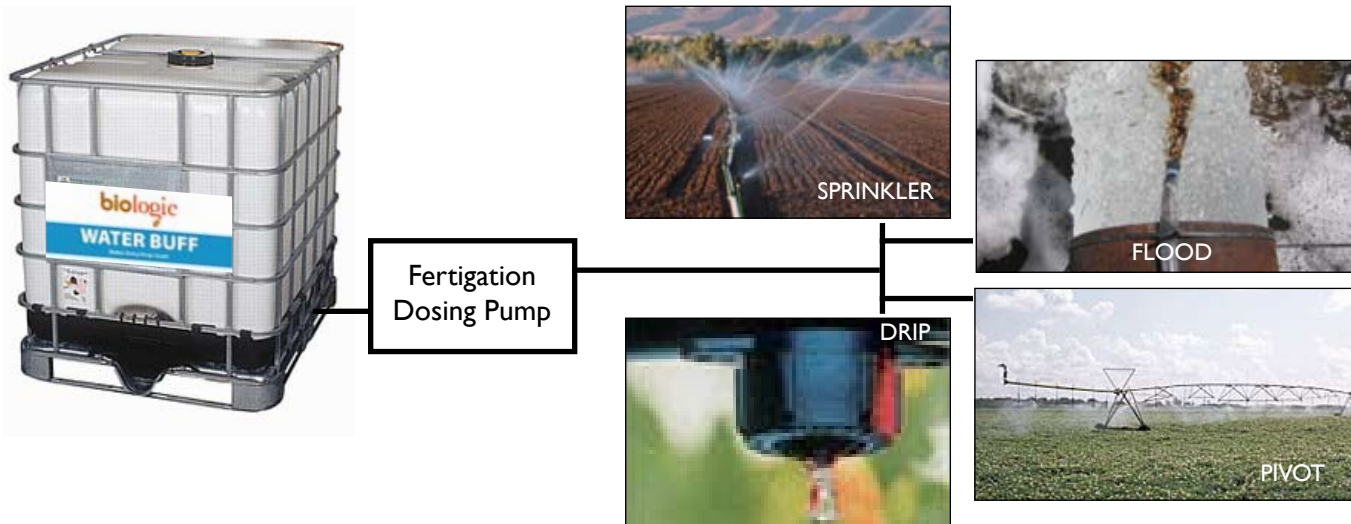 biologic
WATER BUFF
Fertigation
Dosing Pump
SPRINKLER
FLOOD
DRIP
PIVOT